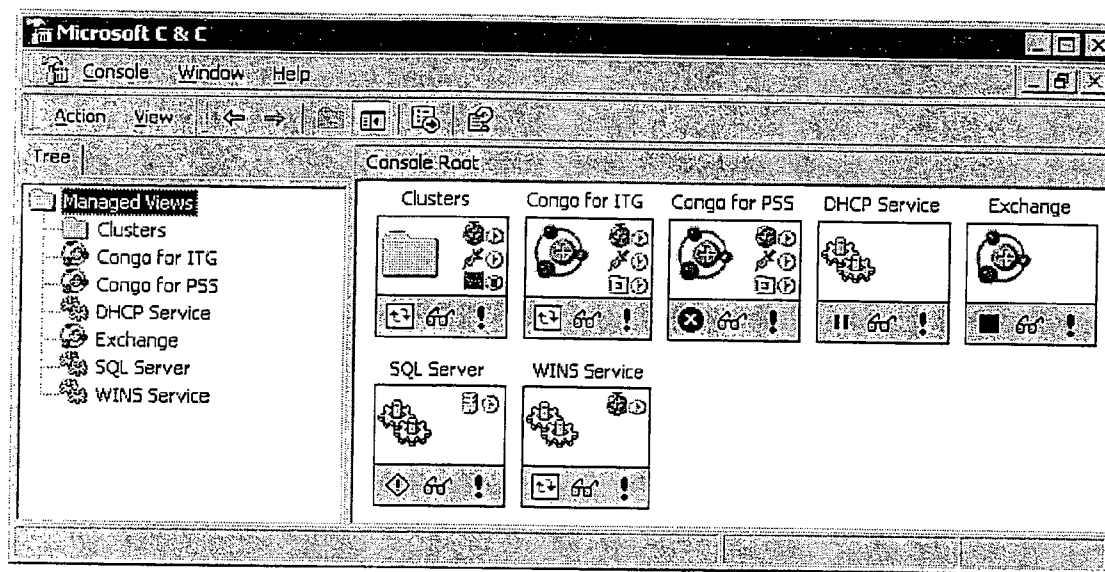 Microsoft C & C
Console Window Help
Action View
Tree
Console Root
Managed Views
Clusters
Congo for ITG
Congo for PSS
DHCP Service
Exchange
SQL Server
WINS Service
Clusters
Congo for ITG
Congo for PSS
DHCP Service
Exchange
SQL Server
WINS Service